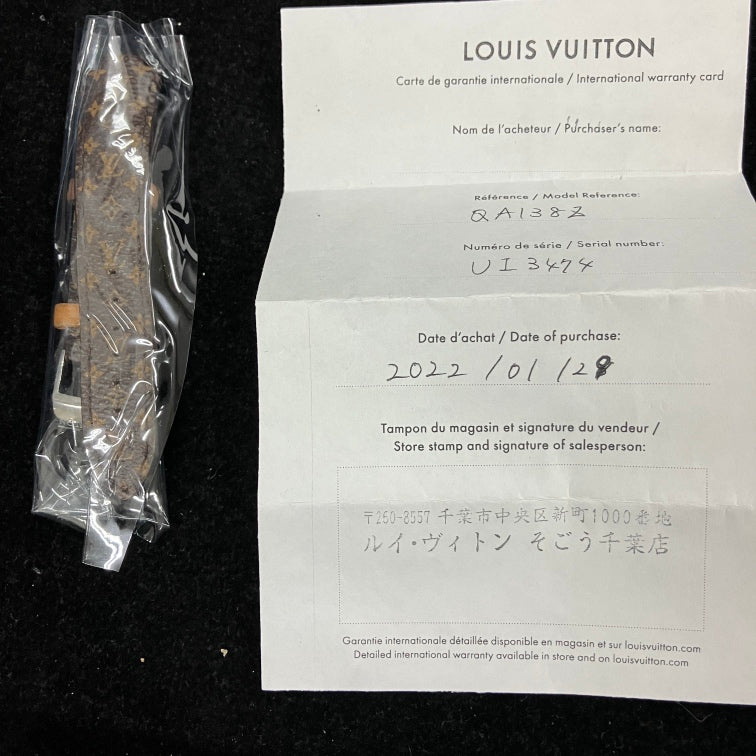 LOUIS VUITTON
Carte de garantie internationale / International warranty card
Nom de l'acheteur / Purchaser's name:
Référence / Model Reference:
QA138Z
Numéro de série / Serial number:
UI3474
Date d'achat / Date of purchase:
2022/01/28
Tampon du magasin et signature du vendeur /
Store stamp and signature of salesperson:
〒260-8557 千葉市中央区新町1000番地
ルイ・ヴィトン そごう千葉店
Garantie internationale détaillée disponible en magasin et sur louisvuitton.com
Detailed international warranty available in store and on louisvuitton.com